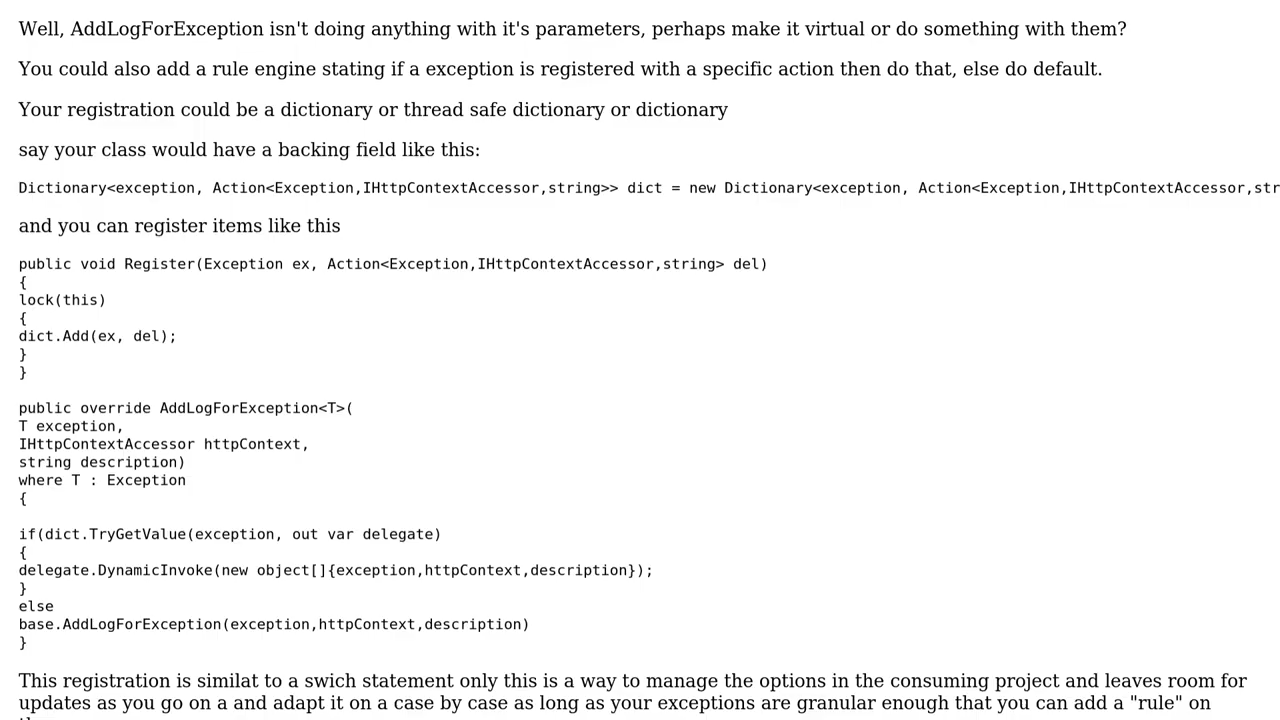 Well, AddLogForException isn't doing anything with it's parameters, perhaps make it virtual or do something with them?
You could also add a rule engine stating if a exception is registered with a specific action then do that, else do default.
Your registration could be a dictionary or thread safe dictionary or dictionary
say your class would have a backing field like this:
Dictionary<exception, Action<Exception,IHttpContextAccessor,string>> dict = new Dictionary<exception, Action<Exception,IHttpContextAccessor,str
and you can register items like this
public void Register(Exception ex, Action<Exception,IHttpContextAccessor,string> del)
{
lock(this)
{
dict.Add(ex, del);
}
}
public override AddLogForException<T>(
T exception,
IHttpContextAccessor httpContext,
string description)
where T : Exception
{
if(dict.TryGetValue(exception, out var delegate)
{
delegate.DynamicInvoke(new object[]{exception,httpContext,description});
}
else
base.AddLogForException(exception,httpContext,description)
}
This registration is similat to a swich statement only this is a way to manage the options in the consuming project and leaves room for
updates as you go on a and adapt it on a case by case as long as your exceptions are granular enough that you can add a "rule" on